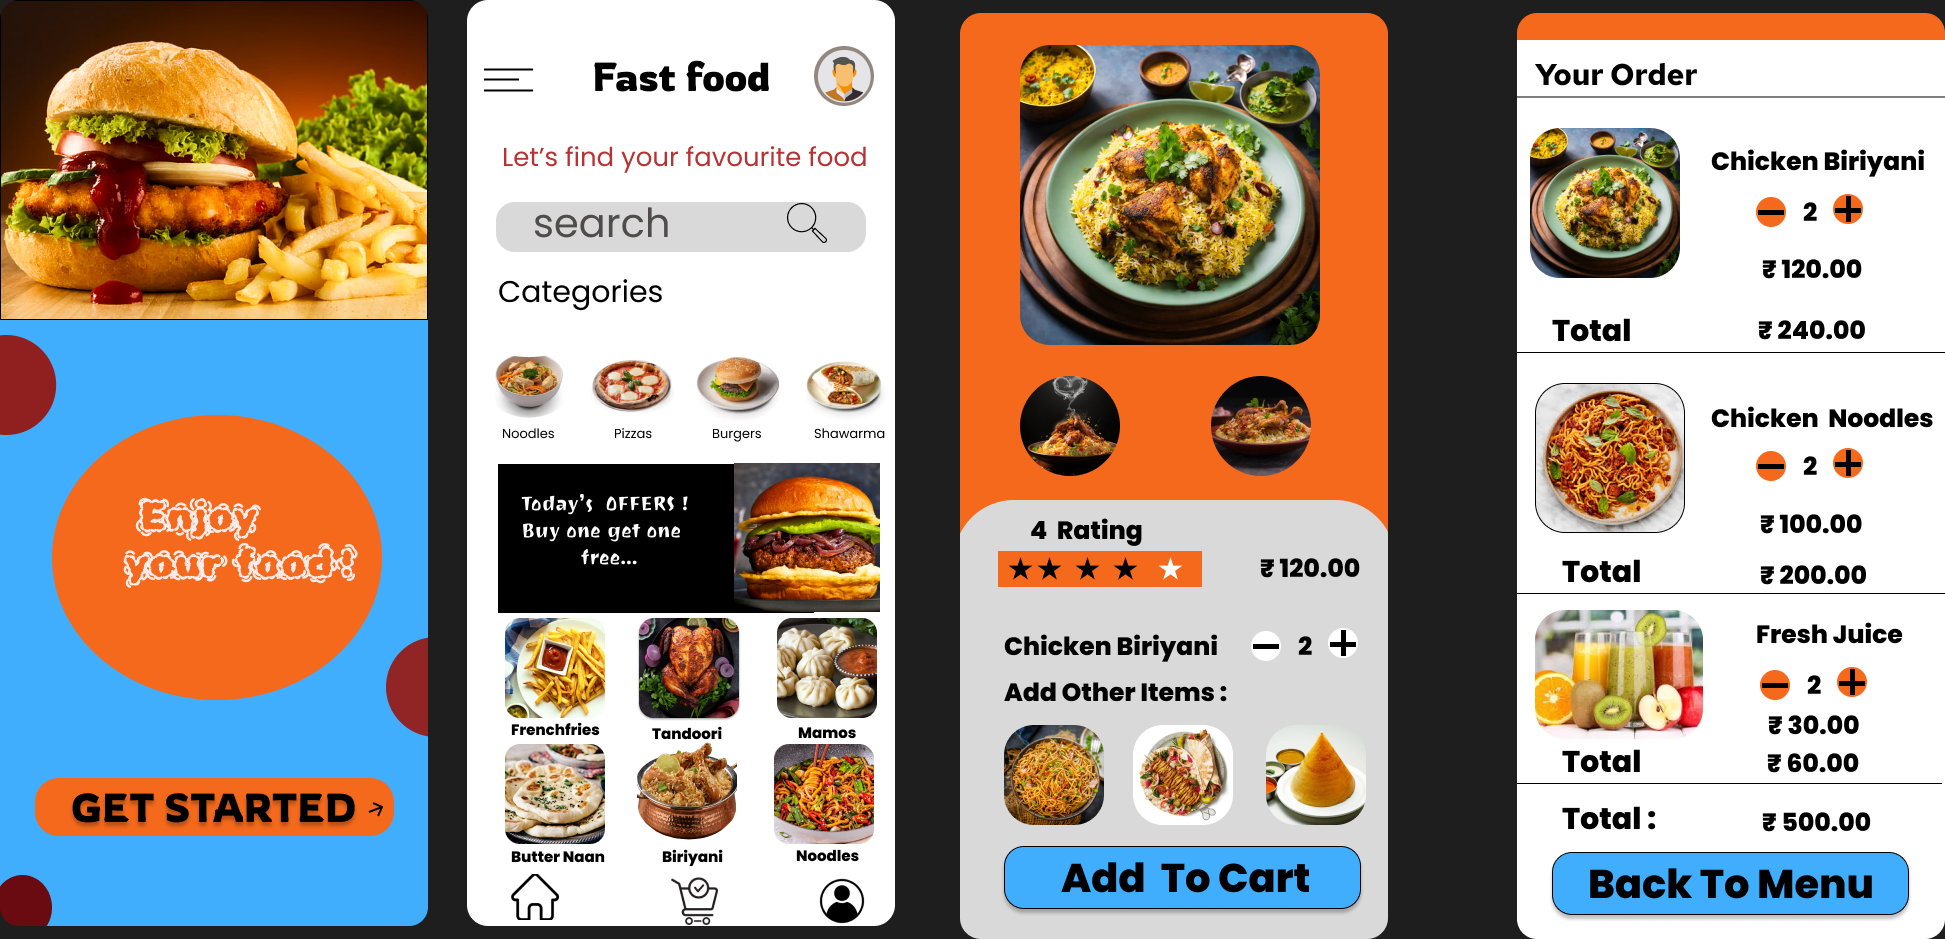 Enjoy
your food!
GET STARTED
Fast food
Let's find your favourite food
search
Categories
Noodles
Pizzas
Burgers
Shawarma
Today's OFFERS !
Buy one get one
free...
Frenchfries
Tandoori
Mamos
Butter Naan
Biriyani
Noodles
4 Rating
₹ 120.00
Chicken Biriyani
2
Add Other Items :
Add To Cart
Your Order
Chicken Biriyani
2
₹ 120.00
Total ₹ 240.00
Chicken Noodles
2
₹ 100.00
Total ₹ 200.00
Fresh Juice
2
₹ 30.00
Total ₹ 60.00
Total : ₹ 500.00
Back To Menu